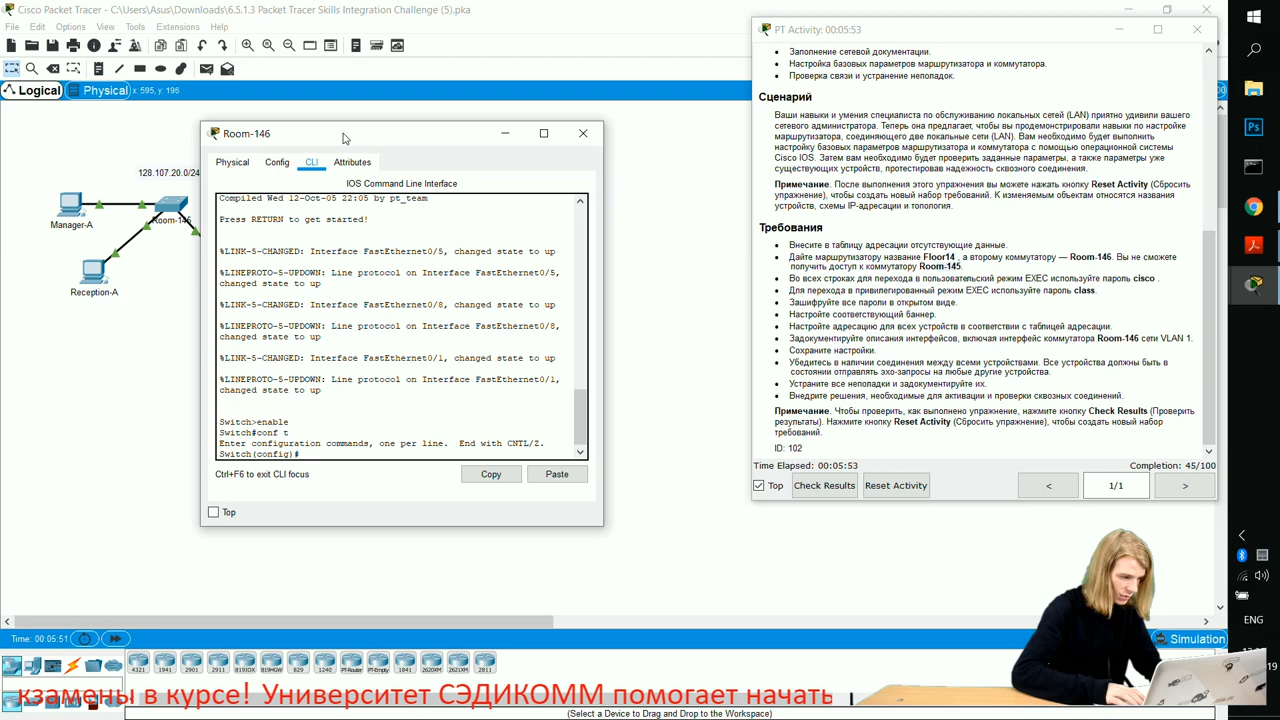 Cisco Packet Tracer - C:\Users\Asus\Downloads\6.5.1.3 Packet Tracer Skills Integration Challenge (5).pka
File Edit Options View Tools Extensions Help
Logical Physical x: 595, y: 196
128.107.20.0/24
Manager-A
Room-145
Reception-A
Room-146
Physical Config CLI Attributes
IOS Command Line Interface
Compiled Wed 12-Oct-05 22:05 by pt_team
Press RETURN to get started!
%LINK-5-CHANGED: Interface FastEthernet0/5, changed state to up
%LINEPROTO-5-UPDOWN: Line protocol on Interface FastEthernet0/5,
changed state to up
%LINK-5-CHANGED: Interface FastEthernet0/8, changed state to up
%LINEPROTO-5-UPDOWN: Line protocol on Interface FastEthernet0/8,
changed state to up
%LINK-5-CHANGED: Interface FastEthernet0/1, changed state to up
%LINEPROTO-5-UPDOWN: Line protocol on Interface FastEthernet0/1,
changed state to up
Switch>enable
Switch#conf t
Enter configuration commands, one per line. End with CNTL/Z.
Switch(config)#
Ctrl+F6 to exit CLI focus
Copy Paste
Top
PT Activity: 00:05:53
Заполнение сетевой документации.
Настройка базовых параметров маршрутизатора и коммутатора.
Проверка связи и устранение неполадок.
Сценарий
Ваши навыки и умения специалиста по обслуживанию локальных сетей (LAN) приятно удивили вашего
сетевого администратора. Теперь она предлагает, чтобы вы продемонстрировали навыки по настройке
маршрутизатора, соединяющего две локальные сети (LAN). Вам необходимо будет выполнить
настройку базовых параметров маршрутизатора и коммутатора с помощью операционной системы
Cisco IOS. Затем вам необходимо будет проверить заданные параметры, а также параметры уже
существующих устройств, протестировав надежность сквозного соединения.
Примечание. После выполнения этого упражнения вы можете нажать кнопку Reset Activity (Сбросить
упражнение), чтобы создать новый набор требований. К изменяемым объектам относятся названия
устройств, схемы IP-адресации и топология.
Требования
Внесите в таблицу адресации отсутствующие данные.
Дайте маршрутизатору название Floor14 , а второму коммутатору — Room-146. Вы не сможете
получить доступ к коммутатору Room-145.
Во всех строках для перехода в пользовательский режим EXEC используйте пароль cisco .
Для перехода в привилегированный режим EXEC используйте пароль class.
Зашифруйте все пароли в открытом виде.
Настройте соответствующий баннер.
Настройте адресацию для всех устройств в соответствии с таблицей адресации.
Задокументируйте описания интерфейсов, включая интерфейс коммутатора Room-146 сети VLAN 1.
Сохраните настройки.
Убедитесь в наличии соединения между всеми устройствами. Все устройства должны быть в
состоянии отправлять эхо-запросы на любые другие устройства.
Устраните все неполадки и задокументируйте их.
Внедрите решения, необходимые для активации и проверки сквозных соединений.
Примечание. Чтобы проверить, как выполнено упражнение, нажмите кнопку Check Results (Проверить
результаты). Нажмите кнопку Reset Activity (Сбросить упражнение), чтобы создать новый набор
требований.
ID: 102
Time Elapsed: 00:05:53 Completion: 45/100
Top Check Results Reset Activity < 1/1 >
Time: 00:05:51
Simulation
4321 1941 2901 2911 819IOX 819HGW 829 1240 PT-Router PT-Empty 1841 2620XM 2621XM 2811
ENG
кзамены в курсе! Университет СЭДИКОММ помогает начать
(Select a Device to Drag and Drop to the Workspace)